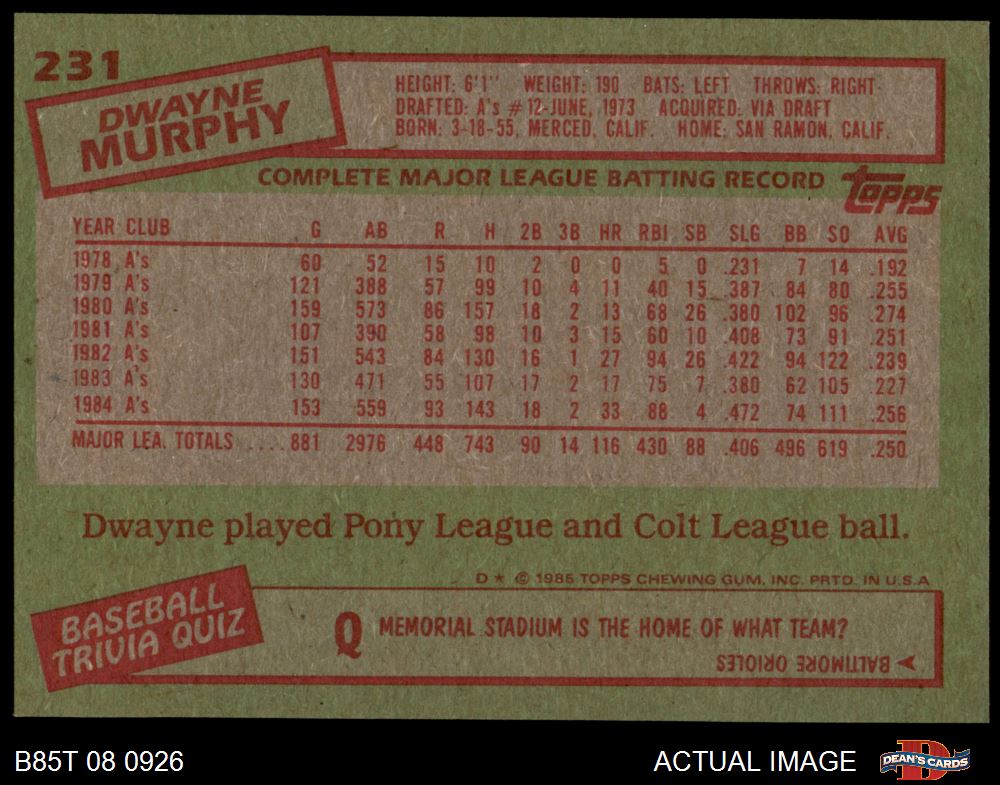 231
DWAYNE
MURPHY
HEIGHT: 6'1" WEIGHT: 190 BATS: LEFT THROWS: RIGHT
DRAFTED: A's #12-JUNE, 1973 ACQUIRED: VIA DRAFT
BORN: 3-18-55, MERCED, CALIF. HOME: SAN RAMON, CALIF.
COMPLETE MAJOR LEAGUE BATTING RECORD
Topps
YEAR CLUB G AB R H 2B 3B HR RBI SB SLG BB SO AVG
1978 A's 60 52 15 10 2 0 0 5 0 .231 7 14 .192
1979 A's 121 388 57 99 10 4 11 40 15 .387 84 80 .255
1980 A's 159 573 86 157 18 2 13 68 26 .380 102 96 .274
1981 A's 107 390 58 98 10 3 15 60 10 .408 73 91 .251
1982 A's 151 543 84 130 16 1 27 94 26 .422 94 122 .239
1983 A's 130 471 55 107 17 2 17 75 7 .380 62 105 .227
1984 A's 153 559 93 143 18 2 33 88 4 .472 74 111 .256
MAJOR LEA. TOTALS ....881 2976 448 743 90 14 116 430 88 .406 496 619 .250
Dwayne played Pony League and Colt League ball.
D* © 1985 TOPPS CHEWING GUM, INC. PRTD. IN U.S.A
BASEBALL
TRIVIA QUIZ
Q MEMORIAL STADIUM IS THE HOME OF WHAT TEAM?
BALTIMORE ORIOLES
B85T 08 0926
ACTUAL IMAGE
D
DEAN'S CARDS